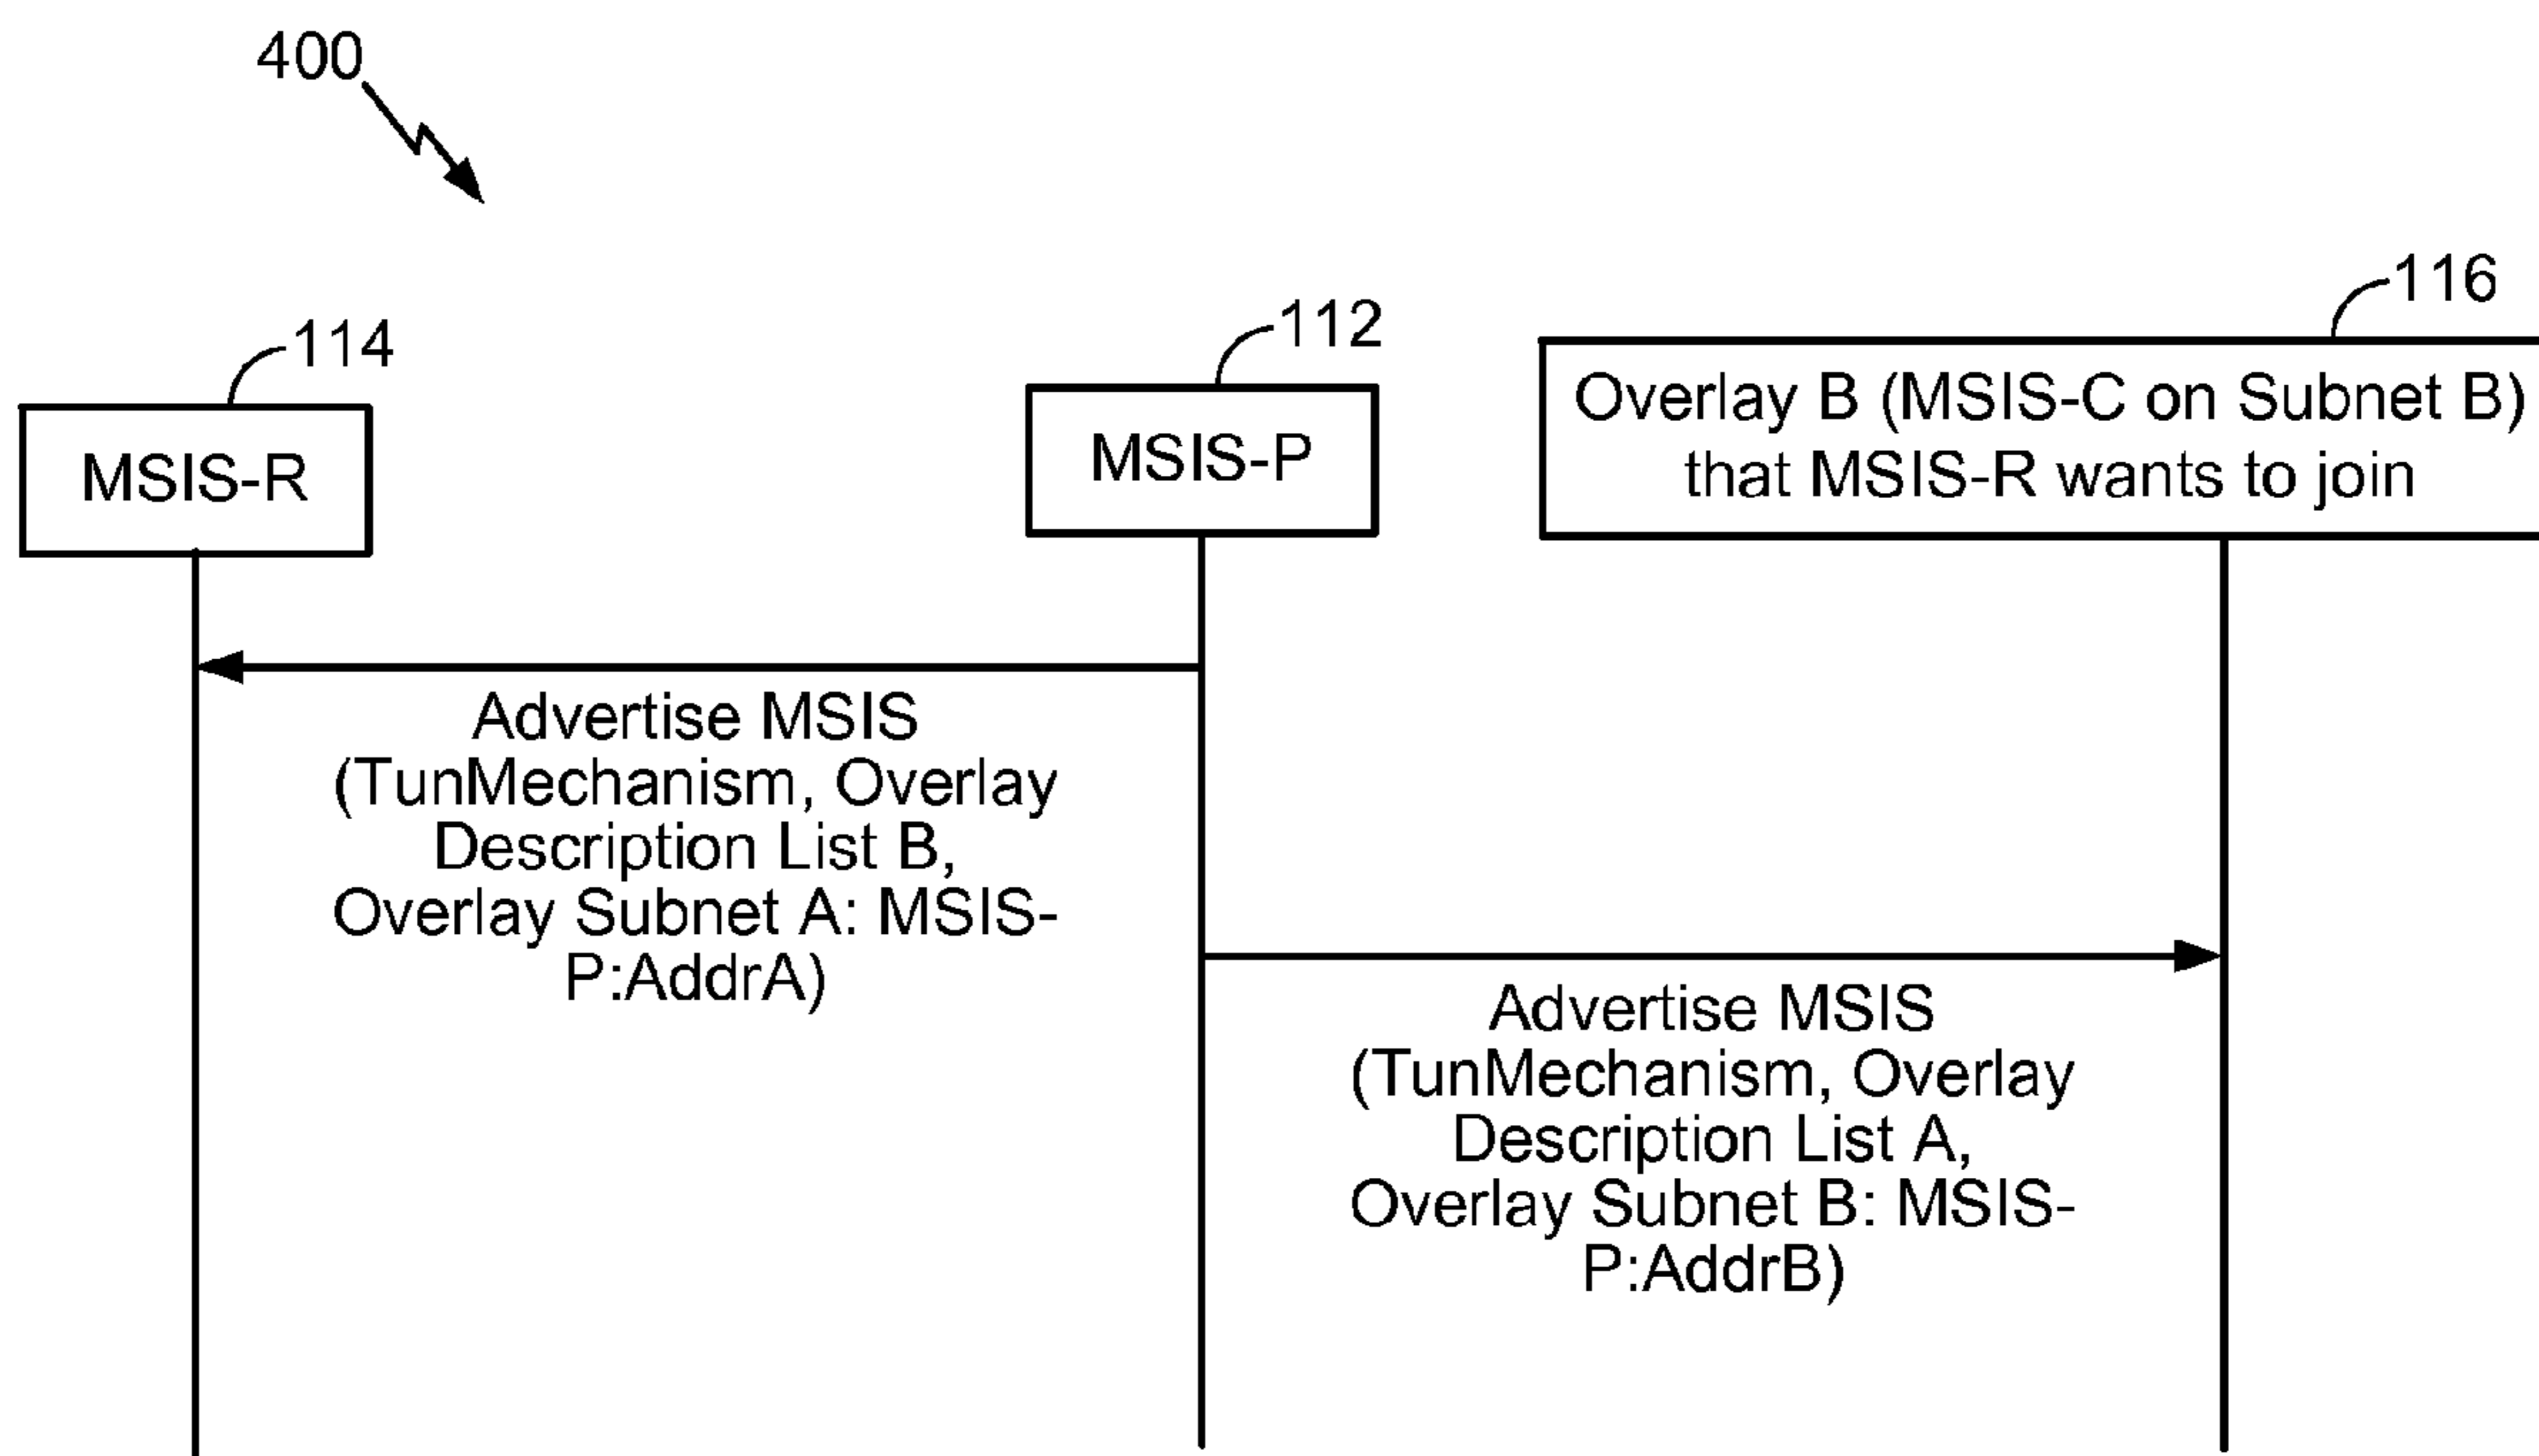 400
114
112
116
MSIS-R
MSIS-P
Overlay B (MSIS-C on Subnet B)
that MSIS-R wants to join
Advertise MSIS
(TunMechanism, Overlay
Description List B,
Overlay Subnet A: MSIS-
P:AddrA)
Advertise MSIS
(TunMechanism, Overlay
Description List A,
Overlay Subnet B: MSIS-
P:AddrB)